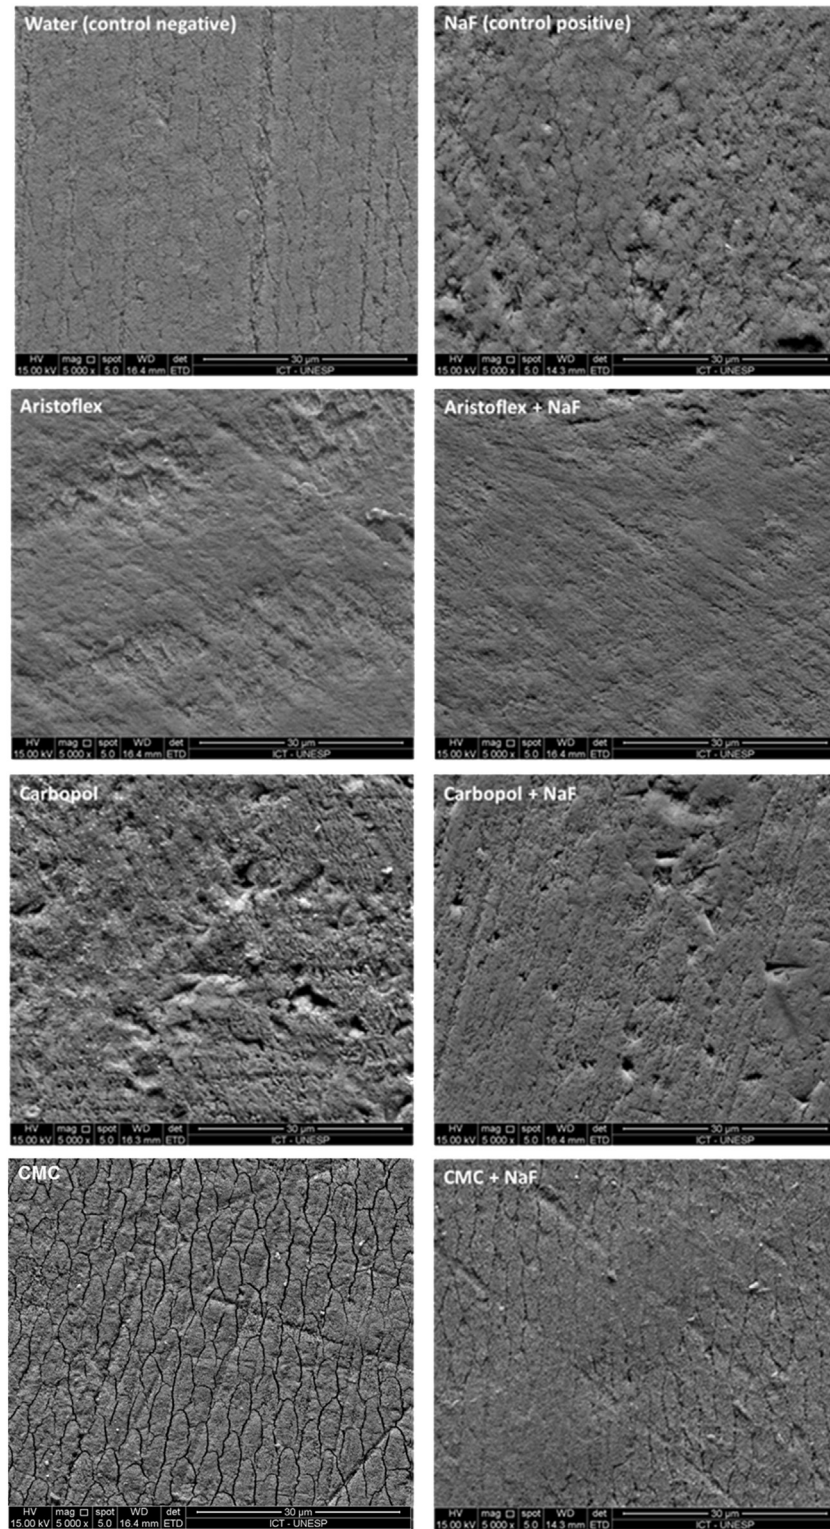 Water (control negative)
HV mag □ spot WD det 30 µm
15.00 kV 5 000 x 5.0 16.4 mm ETD ICT - UNESP
NaF (control positive)
HV mag □ spot WD det 30 µm
15.00 kV 5 000 x 5.0 14.3 mm ETD ICT - UNESP
Aristoflex
HV mag □ spot WD det 30 µm
15.00 kV 5 000 x 5.0 16.4 mm ETD ICT - UNESP
Aristoflex + NaF
HV mag □ spot WD det 30 µm
15.00 kV 5 000 x 5.0 16.4 mm ETD ICT - UNESP
Carbopol
HV mag □ spot WD det 30 µm
15.00 kV 5 000 x 5.0 16.3 mm ETD ICT - UNESP
Carbopol + NaF
HV mag □ spot WD det 30 µm
15.00 kV 5 000 x 5.0 16.4 mm ETD ICT - UNESP
CMC
HV mag □ spot WD det 30 µm
15.00 kV 5 000 x 5.0 16.4 mm ETD ICT - UNESP
CMC + NaF
HV mag □ spot WD det 30 µm
15.00 kV 5 000 x 5.0 14.3 mm ETD ICT - UNESP